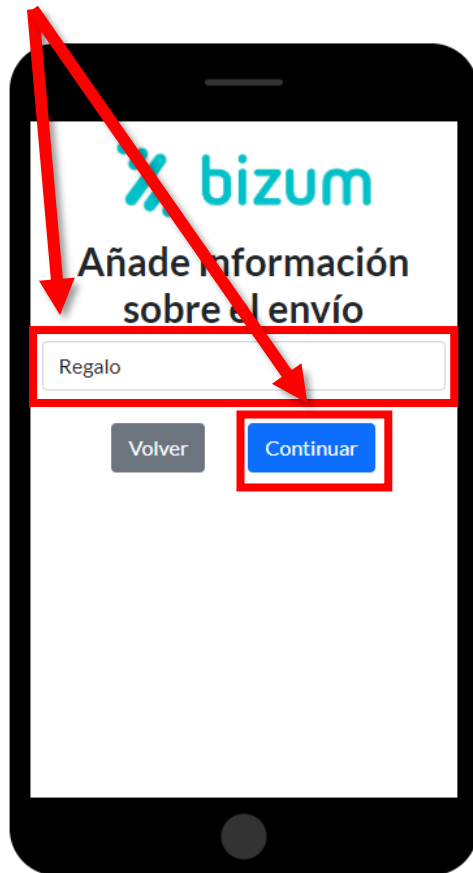 bizum
Añade información
sobre el envío
Regalo
Volver
Continuar